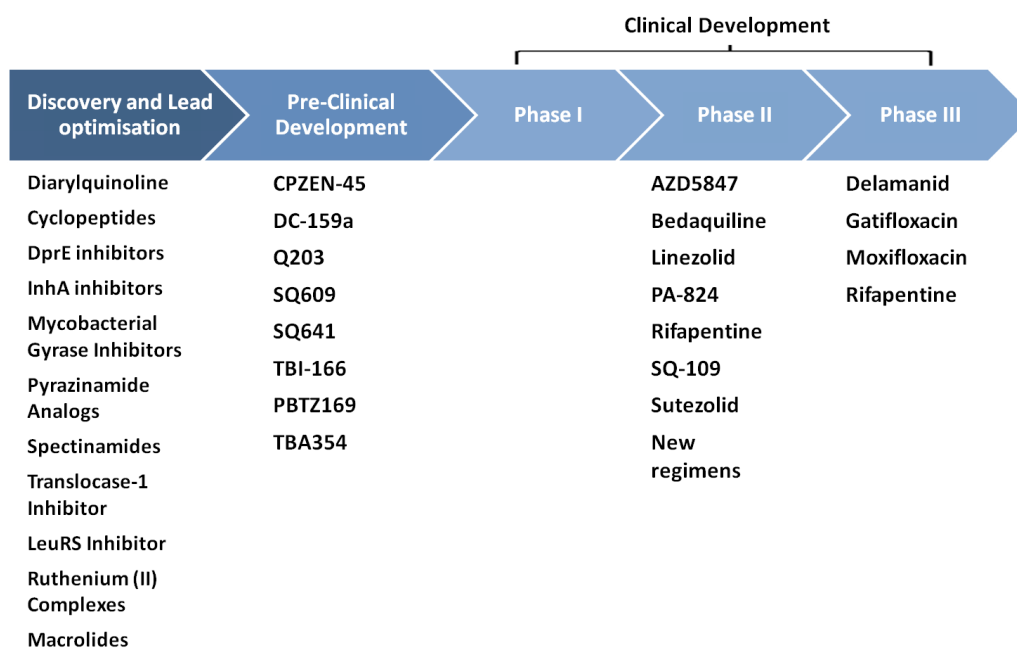 Clinical Development
Discovery and Lead
optimisation
Pre-Clinical
Development
Phase I
Phase II
Phase III
Diarylquinoline
Cyclopeptides
DprE inhibitors
InhA inhibitors
Mycobacterial
Gyrase Inhibitors
Pyrazinamide
Analogs
Spectinamides
Translocase-1
Inhibitor
LeuRS Inhibitor
Ruthenium (II)
Complexes
Macrolides
CPZEN-45
DC-159a
Q203
SQ609
SQ641
TBI-166
PBTZ169
TBA354
AZD5847
Bedaquiline
Linezolid
PA-824
Rifapentine
SQ-109
Sutezolid
New
regimens
Delamanid
Gatifloxacin
Moxifloxacin
Rifapentine